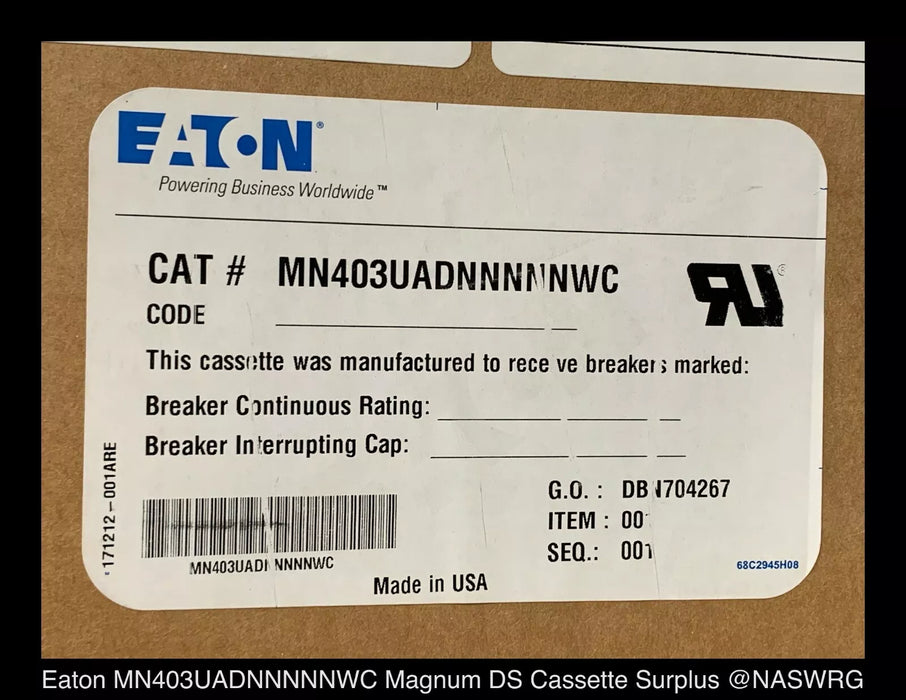 EATON®
Powering Business Worldwide™
CAT # MN403UADNNNNNWC
CODE
This cassette was manufactured to receive breakers marked:
Breaker Continuous Rating:
Breaker Interrupting Cap:
171212-001ARE
G.O. : DBN704267
ITEM : 001
SEQ.: 001
MN403UADNNNNNWC
Made in USA
68C2945H08
Eaton MN403UADNNNNNWC Magnum DS Cassette Surplus @NASWRG